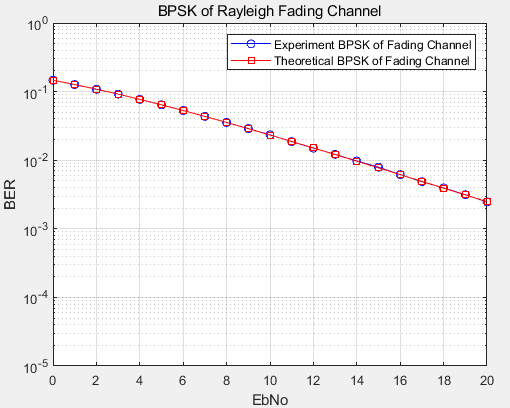 BPSK of Rayleigh Fading Channel
Experiment BPSK of Fading Channel
Theoretical BPSK of Fading Channel
10^0
10^-1
10^-2
10^-3
10^-4
10^-5
BER
0 2 4 6 8 10 12 14 16 18 20
EbNo